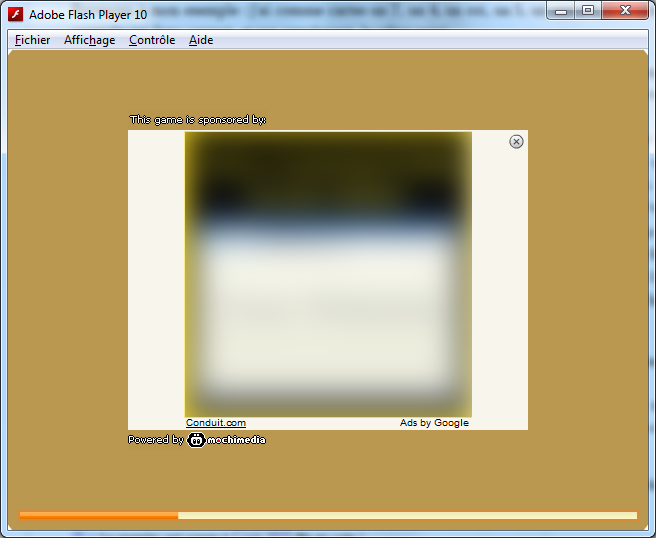 Adobe Flash Player 10
Fichier Affichage Contrôle Aide
This game is sponsored by:
Conduit.com Ads by Google
Powered by mochimedia